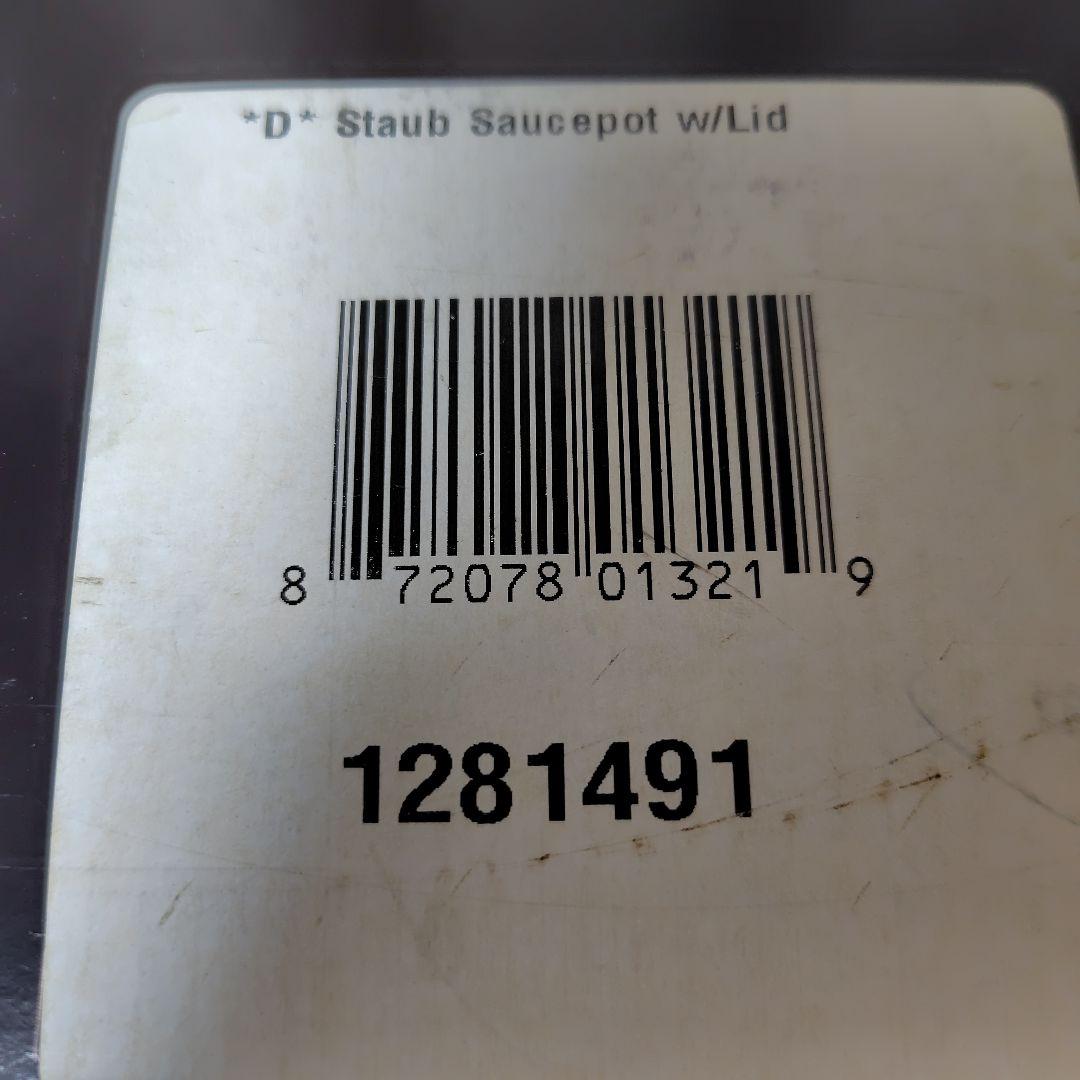 *D* Staub Saucepot w/Lid
8 72078 01321 9
1281491